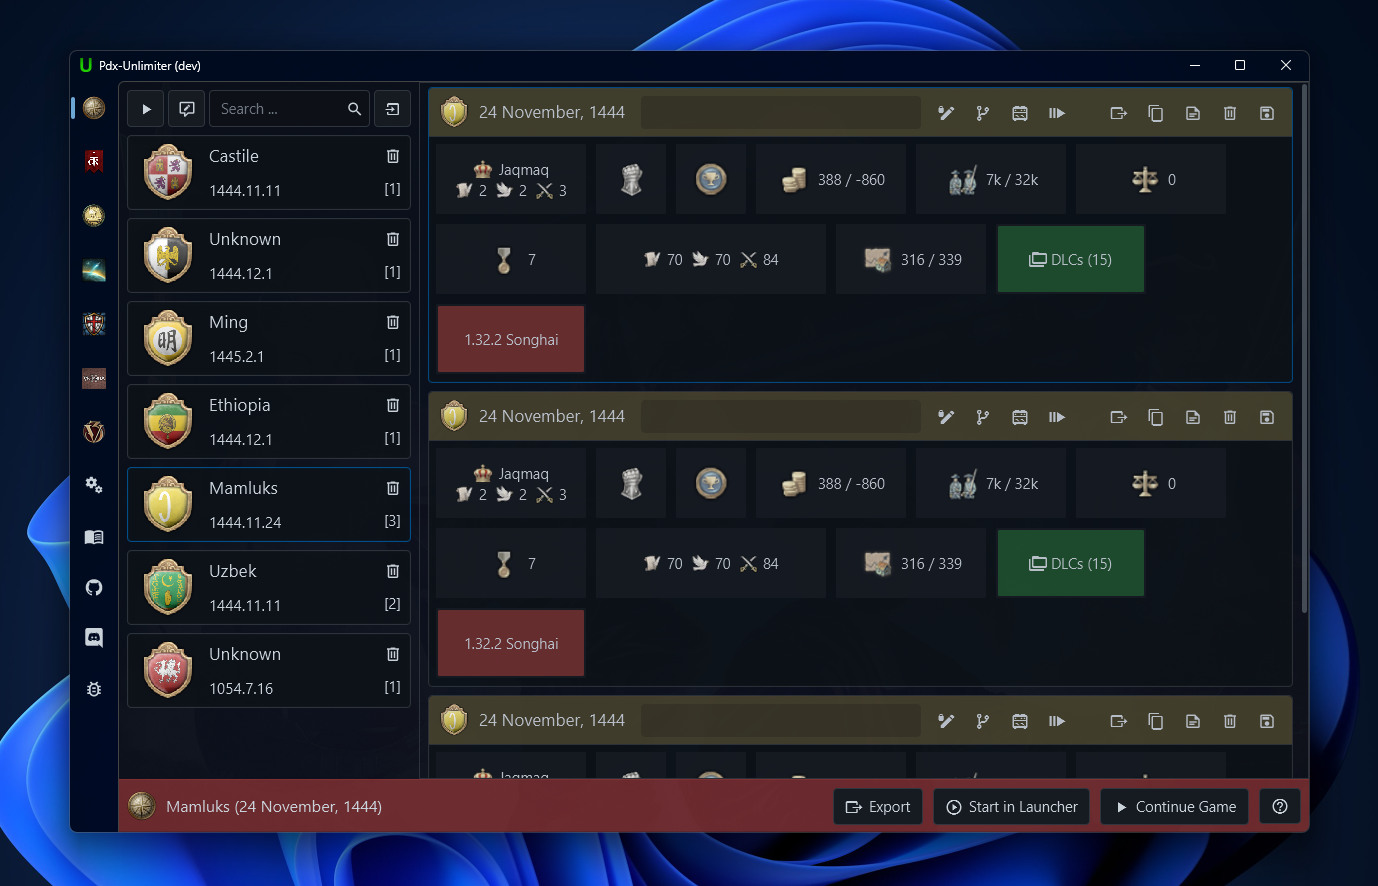 Pdx-Unlimiter (dev)
Search ...
Castile
1444.11.11 [1]
Unknown
1444.12.1 [1]
Ming
1445.2.1 [1]
明
Ethiopia
1444.12.1 [1]
Mamluks
1444.11.24 [3]
Uzbek
1444.11.11 [2]
Unknown
1054.7.16 [1]
24 November, 1444
Jaqmaq
2 2 3
388 / -860
7k / 32k
0
7
70 70 84
316 / 339
DLCs (15)
1.32.2 Songhai
24 November, 1444
Jaqmaq
2 2 3
388 / -860
7k / 32k
0
7
70 70 84
316 / 339
DLCs (15)
1.32.2 Songhai
24 November, 1444
Jaqmaq
Mamluks (24 November, 1444)
Export
Start in Launcher
Continue Game